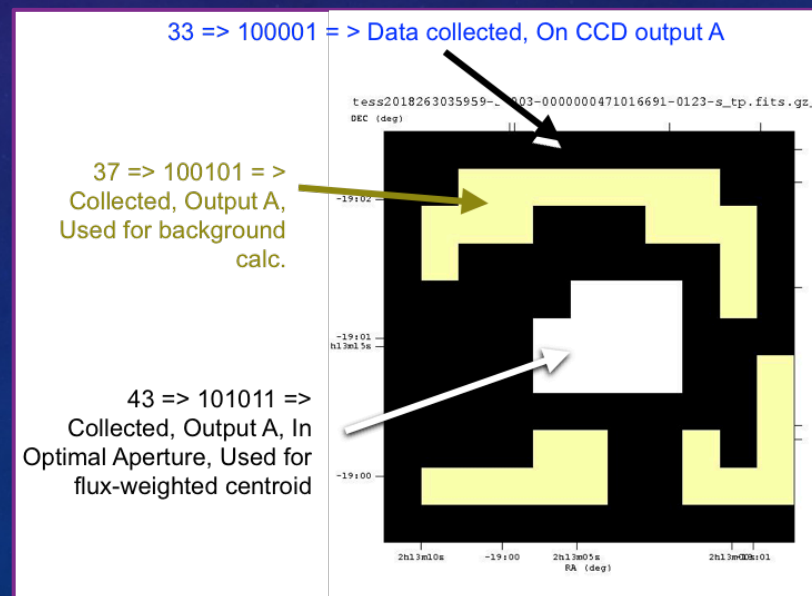 33 => 100001 = > Data collected, On CCD output A
DEC (deg)
37 => 100101 = >
Collected, Output A,
Used for background
calc.
-19:02
-19:01
h13m15s
43 => 101011 =>
Collected, Output A, In
Optimal Aperture, Used for
flux-weighted centroid
-19:00
2h13m10s -19:00 2h13m05s
RA (deg)